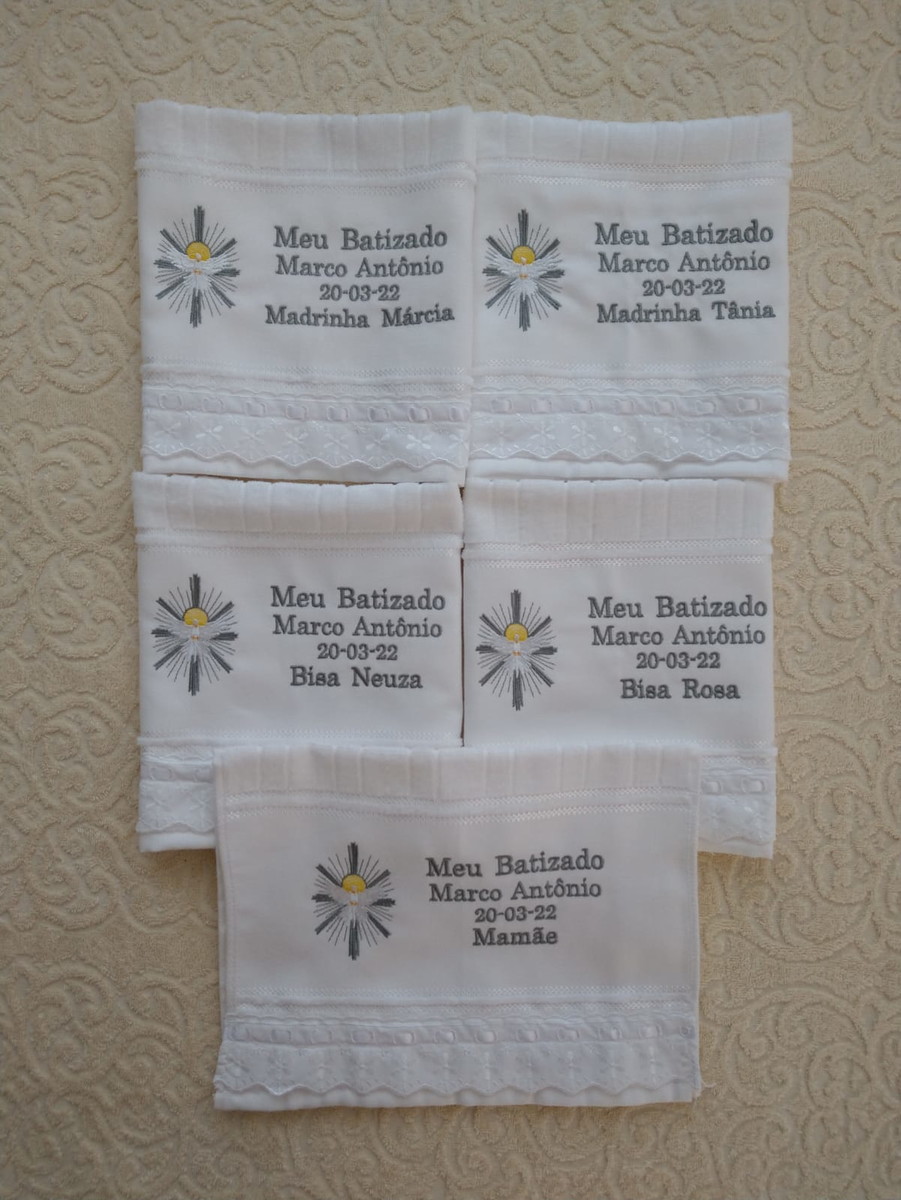 Meu Batizado
Marco Antônio
20-03-22
Madrinha Márcia
Meu Batizado
Marco Antônio
20-03-22
Madrinha Tânia
Meu Batizado
Marco Antônio
20-03-22
Bisa Neuza
Meu Batizado
Marco Antônio
20-03-22
Bisa Rosa
Meu Batizado
Marco Antônio
20-03-22
Mamãe